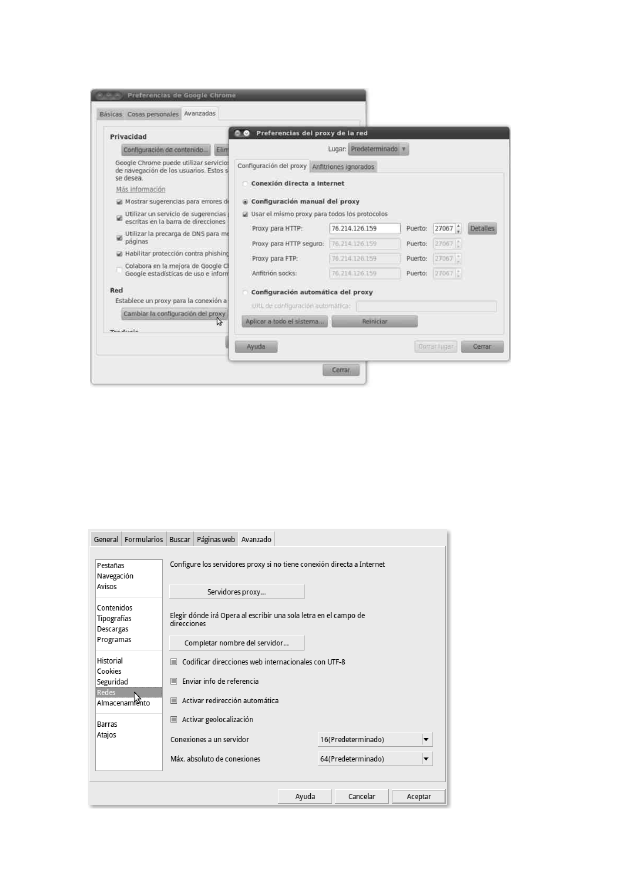 Preferencias de Google Chrome
Básicas Cosas personales Avanzadas
Privacidad
Configuración de contenido...
Google Chrome puede utilizar servicios
de navegación de los usuarios. Estos s
se desea.
Más información
Mostrar sugerencias para errores d
Utilizar un servicio de sugerencias
escritas en la barra de direcciones
Utilizar la precarga de DNS para me
páginas
Habilitar protección contra phishing
Colabora en la mejora de Google C
Google estadísticas de uso e inform
Red
Establece un proxy para la conexión a
Cambiar la configuración del proxy
Cerrar
Preferencias del proxy de la red
Lugar: Predeterminado
Configuración del proxy Anfitriones ignorados
Conexión directa a Internet
Configuración manual del proxy
Usar el mismo proxy para todos los protocolos
Proxy para HTTP: 76.214.126.159 Puerto: 27067 Detalles
Proxy para HTTP seguro: 76.214.126.159 Puerto: 27067
Proxy para FTP: 76.214.126.159 Puerto: 27067
Anfitrión socks: 76.214.126.159 Puerto: 27067
Configuración automática del proxy
URL de configuración automática:
Aplicar a todo el sistema... Reiniciar
Ayuda Borrar lugar Cerrar
General Formularios Buscar Páginas web Avanzado
Pestañas
Navegación
Avisos
Contenidos
Tipografías
Descargas
Programas
Historial
Cookies
Seguridad
Redes
Almacenamiento
Barras
Atajos
Configure los servidores proxy si no tiene conexión directa a Internet
Servidores proxy...
Elegir dónde irá Opera al escribir una sola letra en el campo de
direcciones
Completar nombre del servidor...
Codificar direcciones web internacionales con UTF-8
Enviar info de referencia
Activar redirección automática
Activar geolocalización
Conexiones a un servidor 16(Predeterminado)
Máx. absoluto de conexiones 64(Predeterminado)
Ayuda Cancelar Aceptar